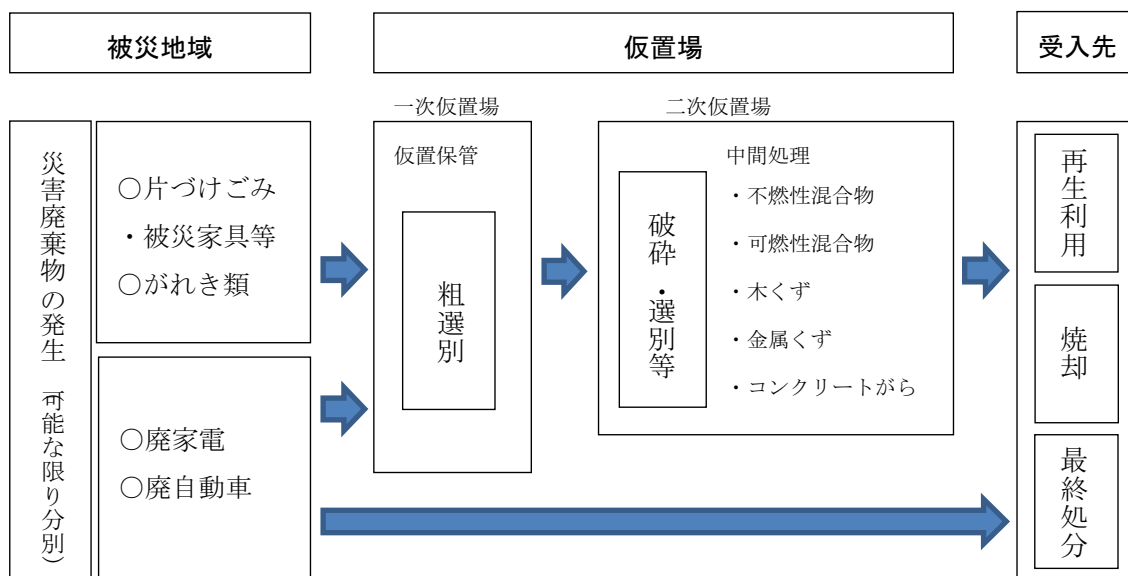 被災地域
仮置場
受入先
災害廃棄物の発生（可能な限り分別）
○片づけごみ
・被災家具等
○がれき類
○廃家電
○廃自動車
一次仮置場
仮置保管
粗選別
二次仮置場
中間処理
破砕・選別等
・不燃性混合物
・可燃性混合物
・木くず
・金属くず
・コンクリートがら
再生利用
焼却
最終処分